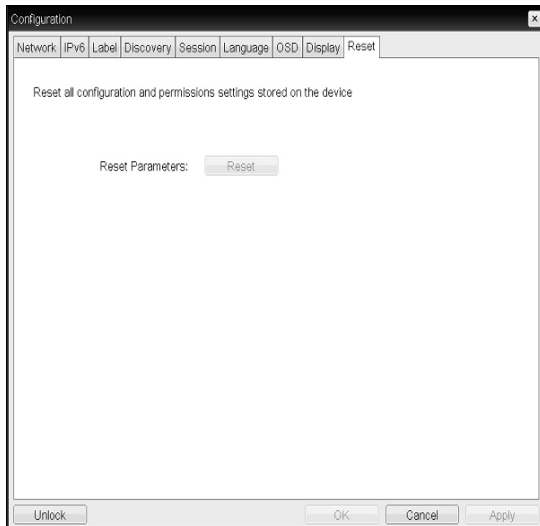 Configuration
Network IPv6 Label Discovery Session Language OSD Display Reset
Reset all configuration and permissions settings stored on the device
Reset Parameters: Reset
Unlock OK Cancel Apply